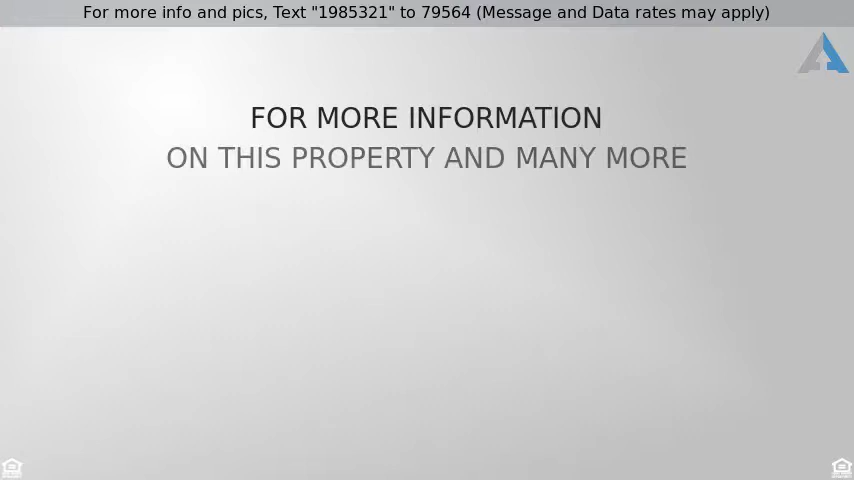 For more info and pics, Text "1985321" to 79564 (Message and Data rates may apply)
FOR MORE INFORMATION
ON THIS PROPERTY AND MANY MORE